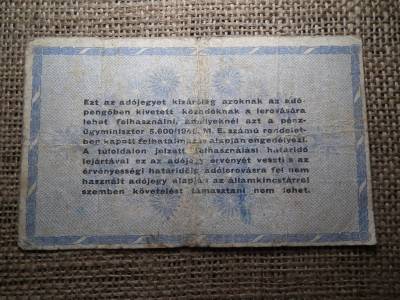 Ezt az adójegyet kizárólag azoknak az adó-
pengőben kivetett közadóknak a lerovására
lehet felhasználni, amelyeknél azt a pénz-
ügyminiszter 5.600/1946. M. E. számú rendelet-
ben kapott felhatalmazás alapján engedélyezi.
A túloldalon jelzett felhasználási határidő
lejártával ez az adójegy érvényét veszti s az
érvényességi határidőig adólerovásra fel nem
használt adójegy alapján az államkincstárral
szemben követelést támasztani nem lehet.